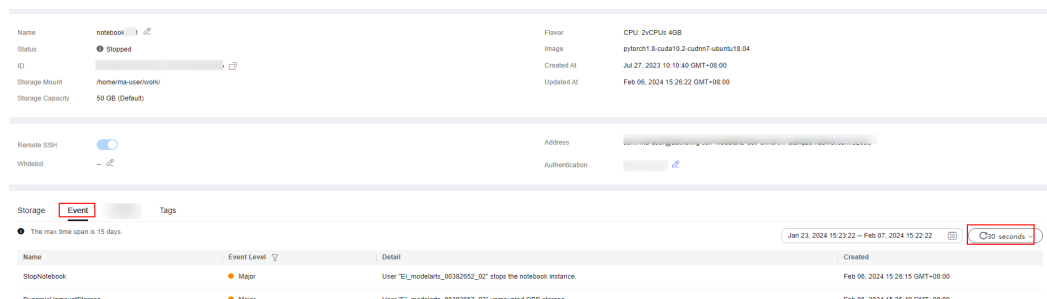 Name notebook Flavor CPU: 2vCPUs 4GB
Status Stopped Image pytorch1.8-cuda10.2-cudnn7-ubuntu18.04
ID Created At Jul 27, 2023 10:10:40 GMT+08:00
Storage Mount /home/ma-user/work/ Updated At Feb 06, 2024 15:26:22 GMT+08:00
Storage Capacity 50 GB (Default)
Remote SSH Address
Whitelist -- Authentication
Storage Event Tags
The max time span is 15 days. Jan 23, 2024 15:23:22 – Feb 07, 2024 15:22:22 30 seconds
Name Event Level Detail Created
StopNotebook Major User "EI_modelarts_00382652_02" stops the notebook instance. Feb 06, 2024 15:26:15 GMT+08:00